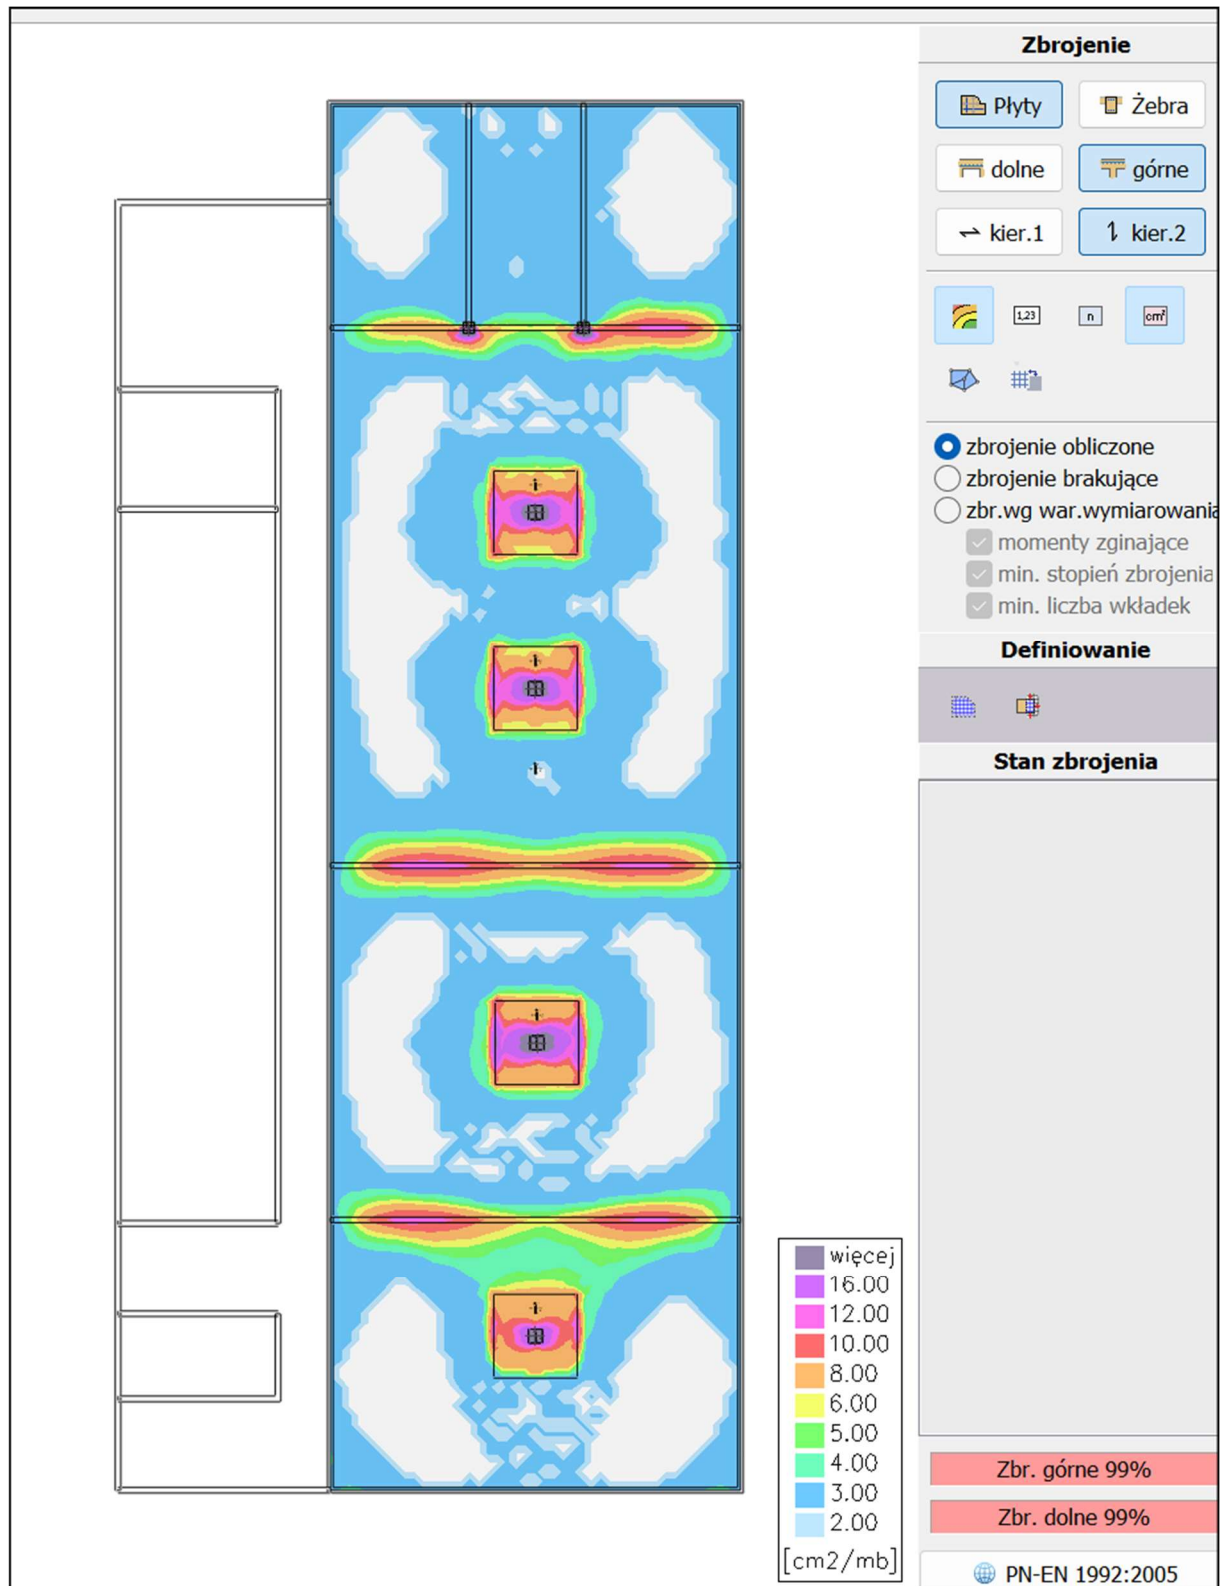 Zbrojenie
Płyty Żebra
dolne górne
kier.1 kier.2
1,23 n cm²
zbrojenie obliczone
zbrojenie brakujące
zbr.wg war.wymiarowania
momenty zginające
min. stopień zbrojenia
min. liczba wkładek
Definiowanie
Stan zbrojenia
więcej
16.00
12.00
10.00
8.00
6.00
5.00
4.00
3.00
2.00
[cm2/mb]
Zbr. górne 99%
Zbr. dolne 99%
PN-EN 1992:2005